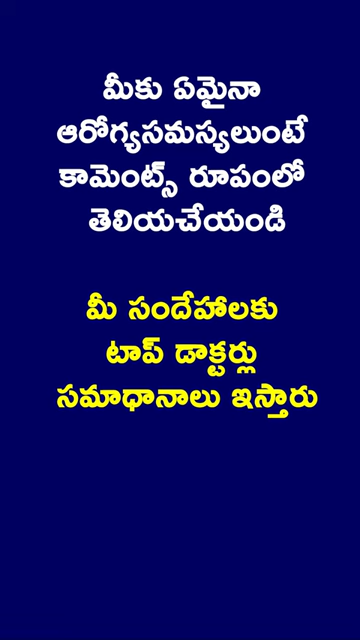 మీకు ఏమైనా
ఆరోగ్యసమస్యలుంటే
కామెంట్స్ రూపంలో
తెలియచేయండి
మీ సందేహాలకు
టాప్ డాక్టర్లు
సమాధానాలు ఇస్తారు